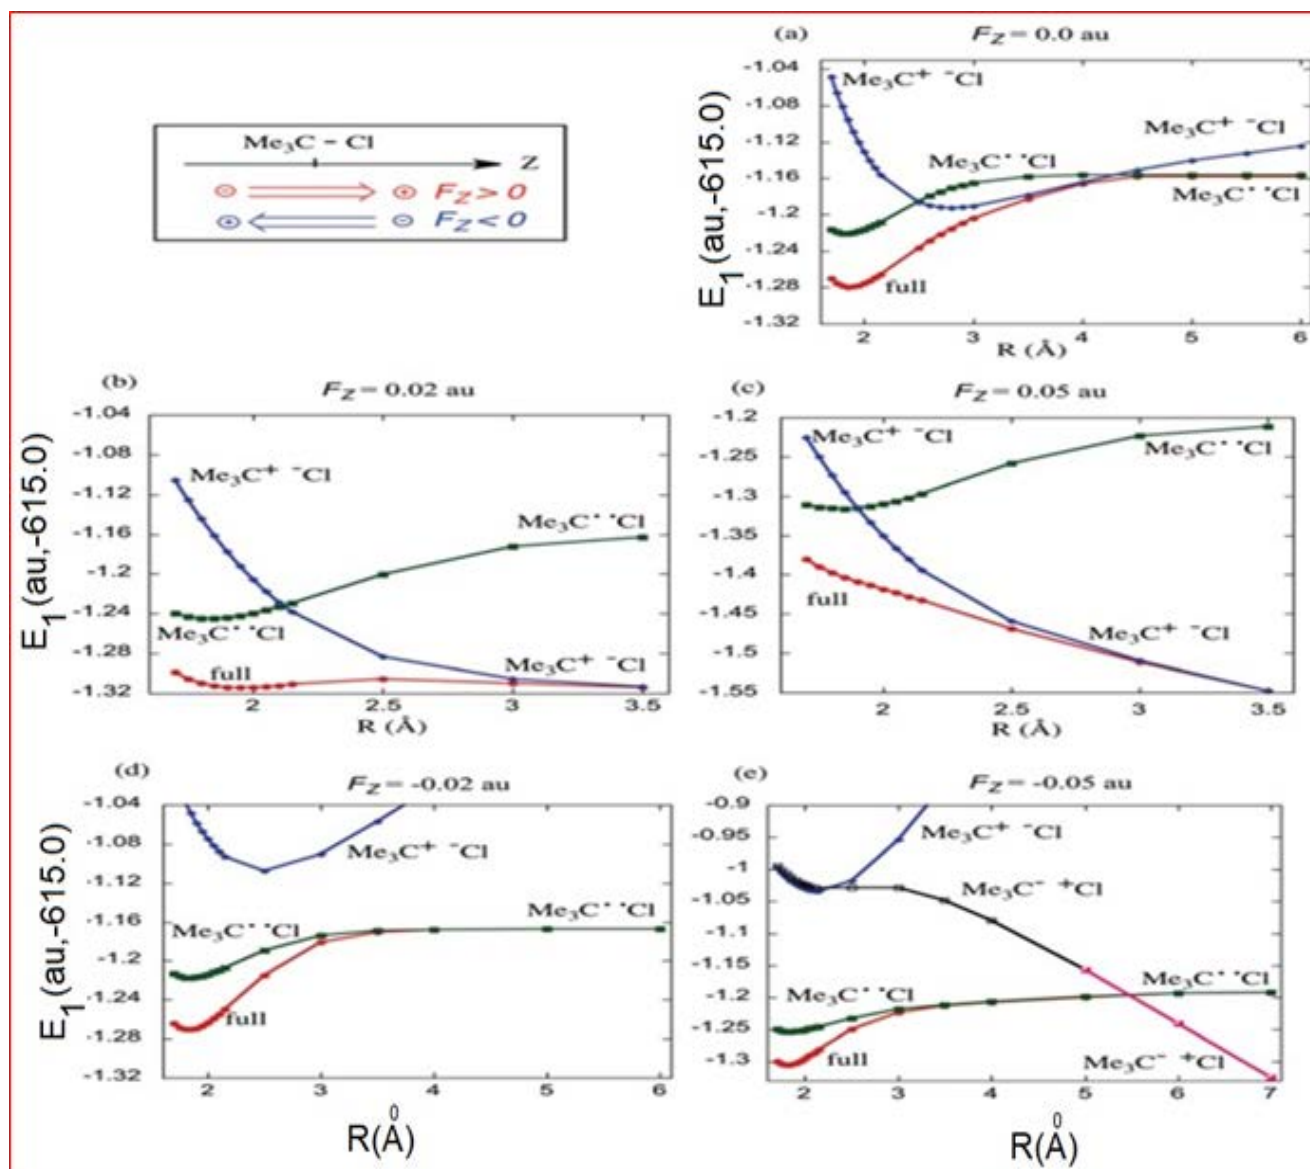 (a) F_Z = 0.0 au
Me₃C – Cl
Z
⊖ ⊕ F_Z > 0
⊕ ⊖ F_Z < 0
E₁(au,-615.0)
-1.04
-1.08
-1.12
-1.16
-1.2
-1.24
-1.28
-1.32
Me₃C⁺ ⁻Cl
Me₃C⁺ ⁻Cl
Me₃C˙ ˙Cl
Me₃C˙ ˙Cl
full
2 3 4 5 6
R (Å)
(b) F_Z = 0.02 au
E₁(au,-615.0)
-1.04
-1.08
-1.12
-1.16
-1.2
-1.24
-1.28
-1.32
Me₃C⁺ ⁻Cl
Me₃C˙ ˙Cl
Me₃C˙ ˙Cl
full
Me₃C⁺ ⁻Cl
2 2.5 3 3.5
R (Å)
(c) F_Z = 0.05 au
-1.2
-1.25
-1.3
-1.35
-1.4
-1.45
-1.5
-1.55
Me₃C⁺ ⁻Cl
Me₃C˙ ˙Cl
full
Me₃C⁺ ⁻Cl
2 2.5 3 3.5
R (Å)
(d) F_Z = -0.02 au
E₁(au,-615.0)
-1.04
-1.08
-1.12
-1.16
-1.2
-1.24
-1.28
-1.32
Me₃C⁺ ⁻Cl
Me₃C˙ ˙Cl
Me₃C˙ ˙Cl
full
2 3 4 5 6
R(Å)
(e) F_Z = -0.05 au
-0.9
-0.95
-1
-1.05
-1.1
-1.15
-1.2
-1.25
-1.3
Me₃C⁺ ⁻Cl
Me₃C⁻ ⁺Cl
Me₃C˙ ˙Cl
Me₃C˙ ˙Cl
full
Me₃C⁻ ⁺Cl
2 3 4 5 6 7
R(Å)